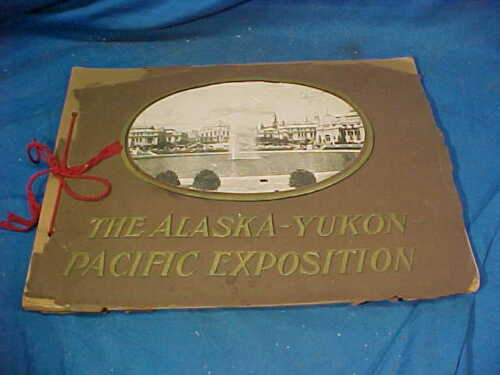 THE ALASKA-YUKON-
PACIFIC EXPOSITION